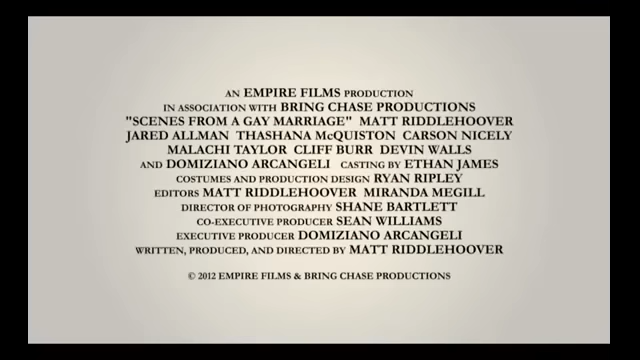 AN EMPIRE FILMS PRODUCTION
IN ASSOCIATION WITH BRING CHASE PRODUCTIONS
"SCENES FROM A GAY MARRIAGE" MATT RIDDLEHOOVER
JARED ALLMAN THASHANA McQUISTON CARSON NICELY
MALACHI TAYLOR CLIFF BURR DEVIN WALLS
AND DOMIZIANO ARCANGELI CASTING BY ETHAN JAMES
COSTUMES AND PRODUCTION DESIGN RYAN RIPLEY
EDITORS MATT RIDDLEHOOVER MIRANDA MEGILL
DIRECTOR OF PHOTOGRAPHY SHANE BARTLETT
CO-EXECUTIVE PRODUCER SEAN WILLIAMS
EXECUTIVE PRODUCER DOMIZIANO ARCANGELI
WRITTEN, PRODUCED, AND DIRECTED BY MATT RIDDLEHOOVER
© 2012 EMPIRE FILMS & BRING CHASE PRODUCTIONS